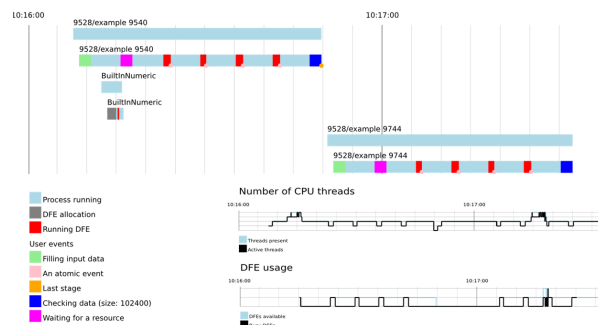 10:16:00 10:17:00
9528/example 9540
9528/example 9540
BuiltInNumeric
BuiltInNumeric
9528/example 9744
9528/example 9744
Process running
DFE allocation
Running DFE
User events
Filling input data
An atomic event
Last stage
Checking data (size: 102400)
Waiting for a resource
Number of CPU threads
10:16:00 10:17:00
Threads present
Active threads
DFE usage
10:16:00 10:17:00
DFEs available